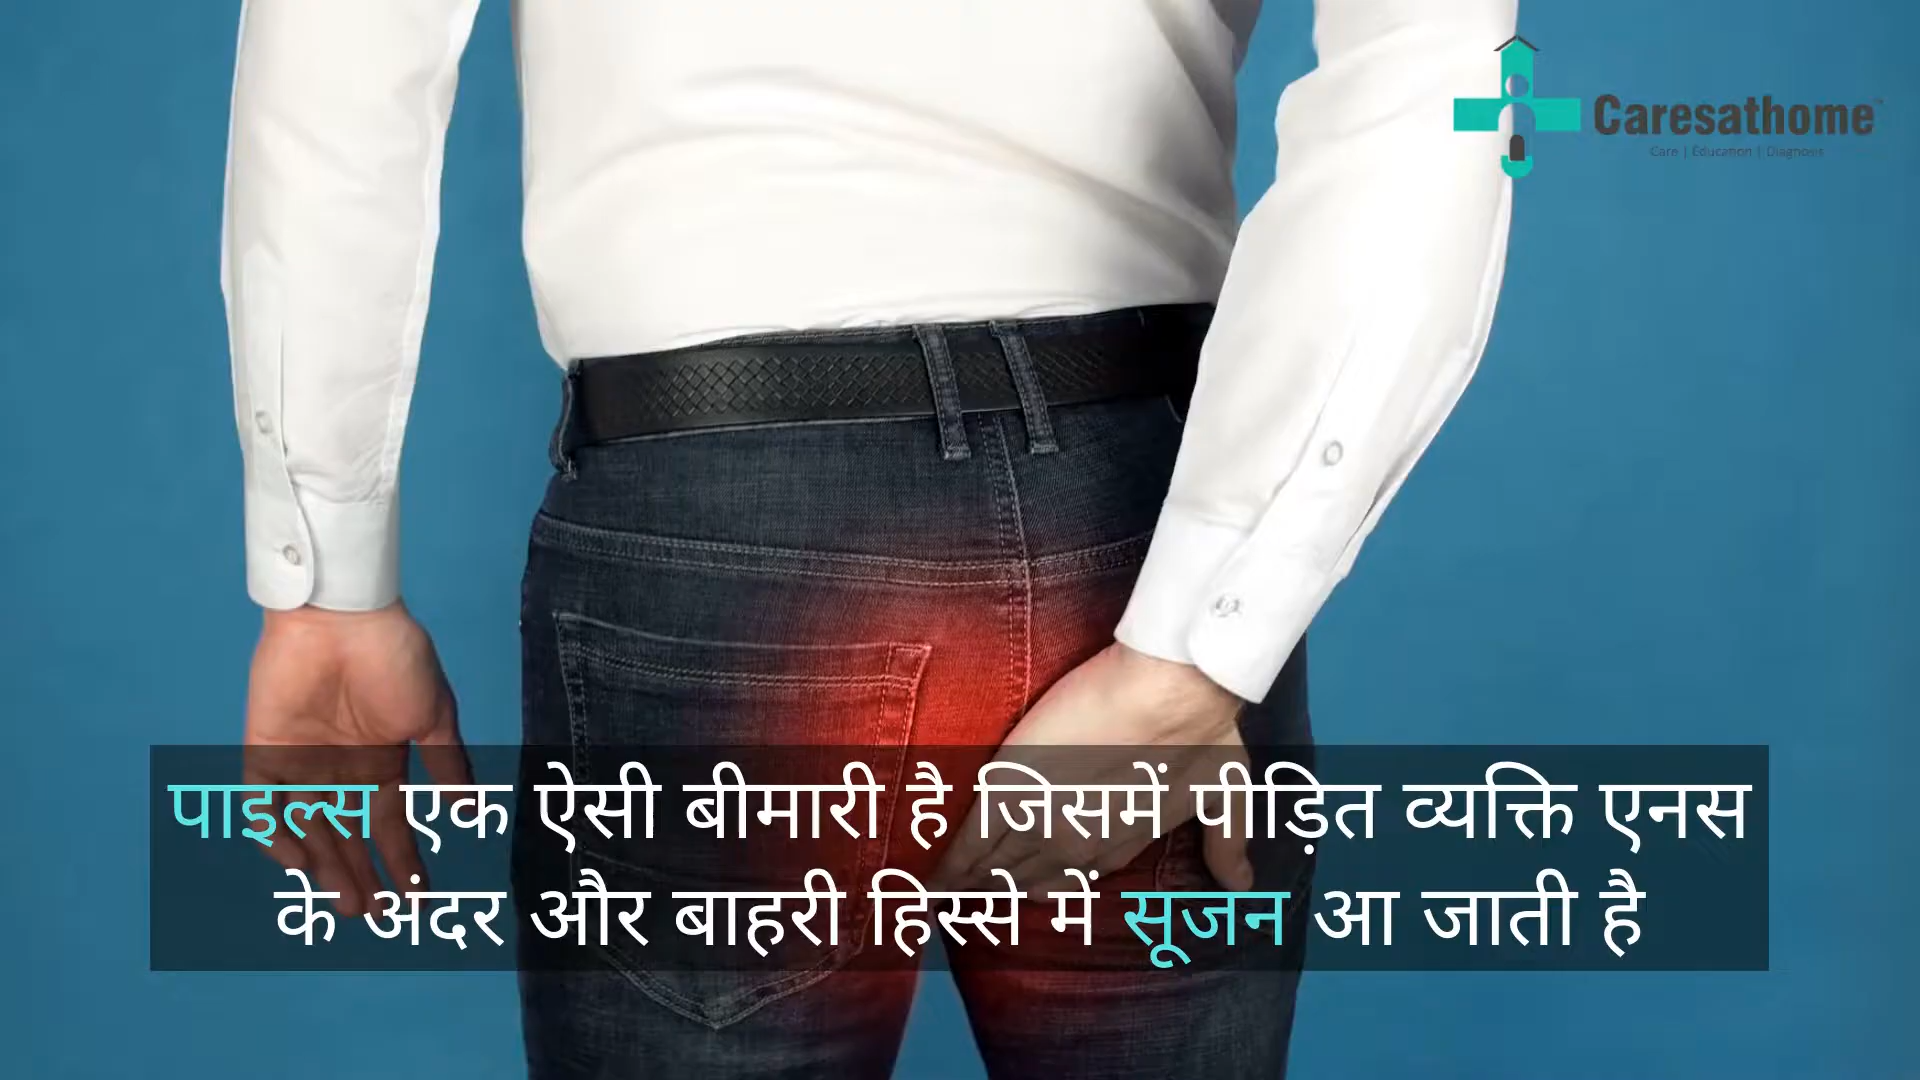 Caresathome
Care | Education | Diagnosis
पाइल्स एक ऐसी बीमारी है जिसमें पीड़ित व्यक्ति एनस
के अंदर और बाहरी हिस्से में सूजन आ जाती है